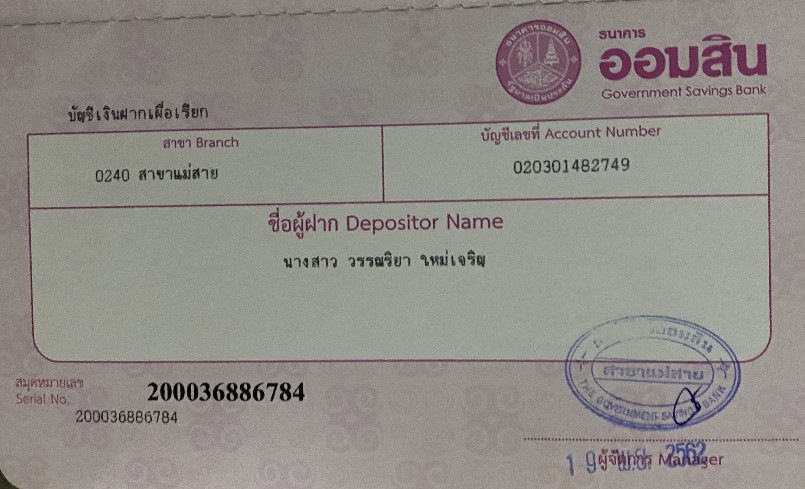 ธนาคารออมสิน
ธนาคาร
ออมสิน
Government Savings Bank
บัญชีเงินฝากเผื่อเรียก
สาขา Branch
0240 สาขาแม่สาย
บัญชีเลขที่ Account Number
020301482749
ชื่อผู้ฝาก Depositor Name
นางสาว วรรณริยา ใหม่เจริญ
ออมสิน
สาขาแม่สาย
THE GOVERNMENT SAVINGS BANK
สมุดหมายเลข
Serial No.
200036886784
200036886784
ผู้จัดการ Manager
19 2562